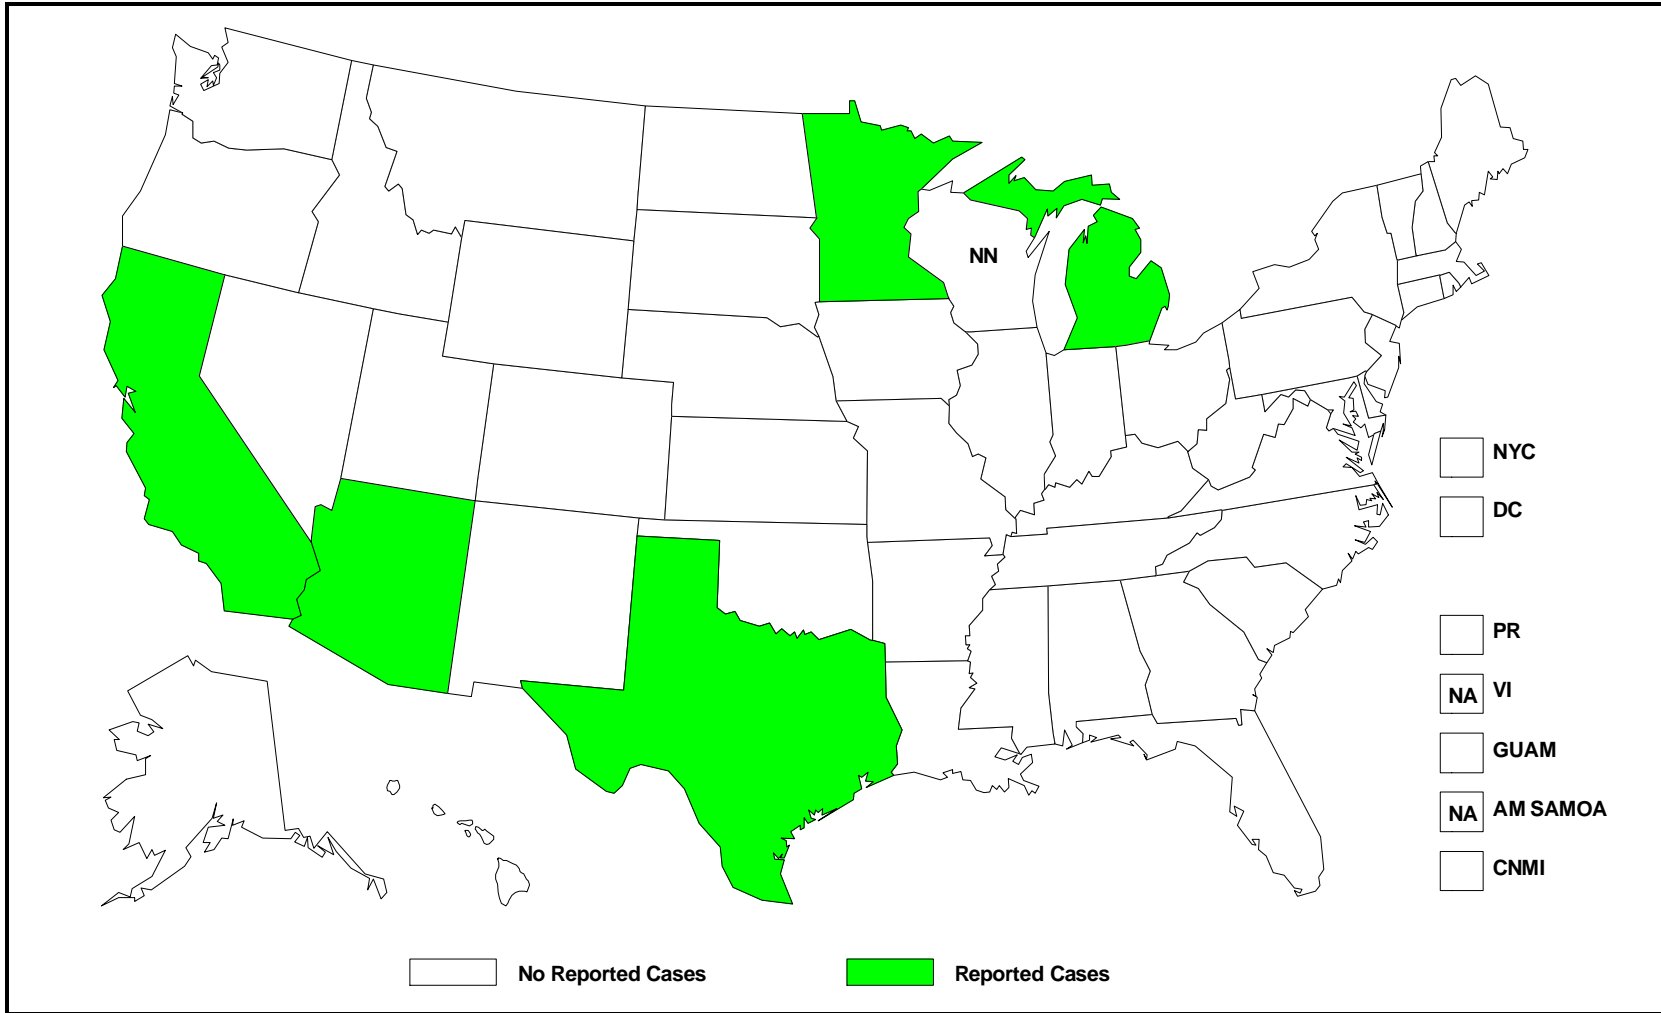 NN
NYC
DC
PR
NA VI
GUAM
NA AM SAMOA
CNMI
No Reported Cases Reported Cases